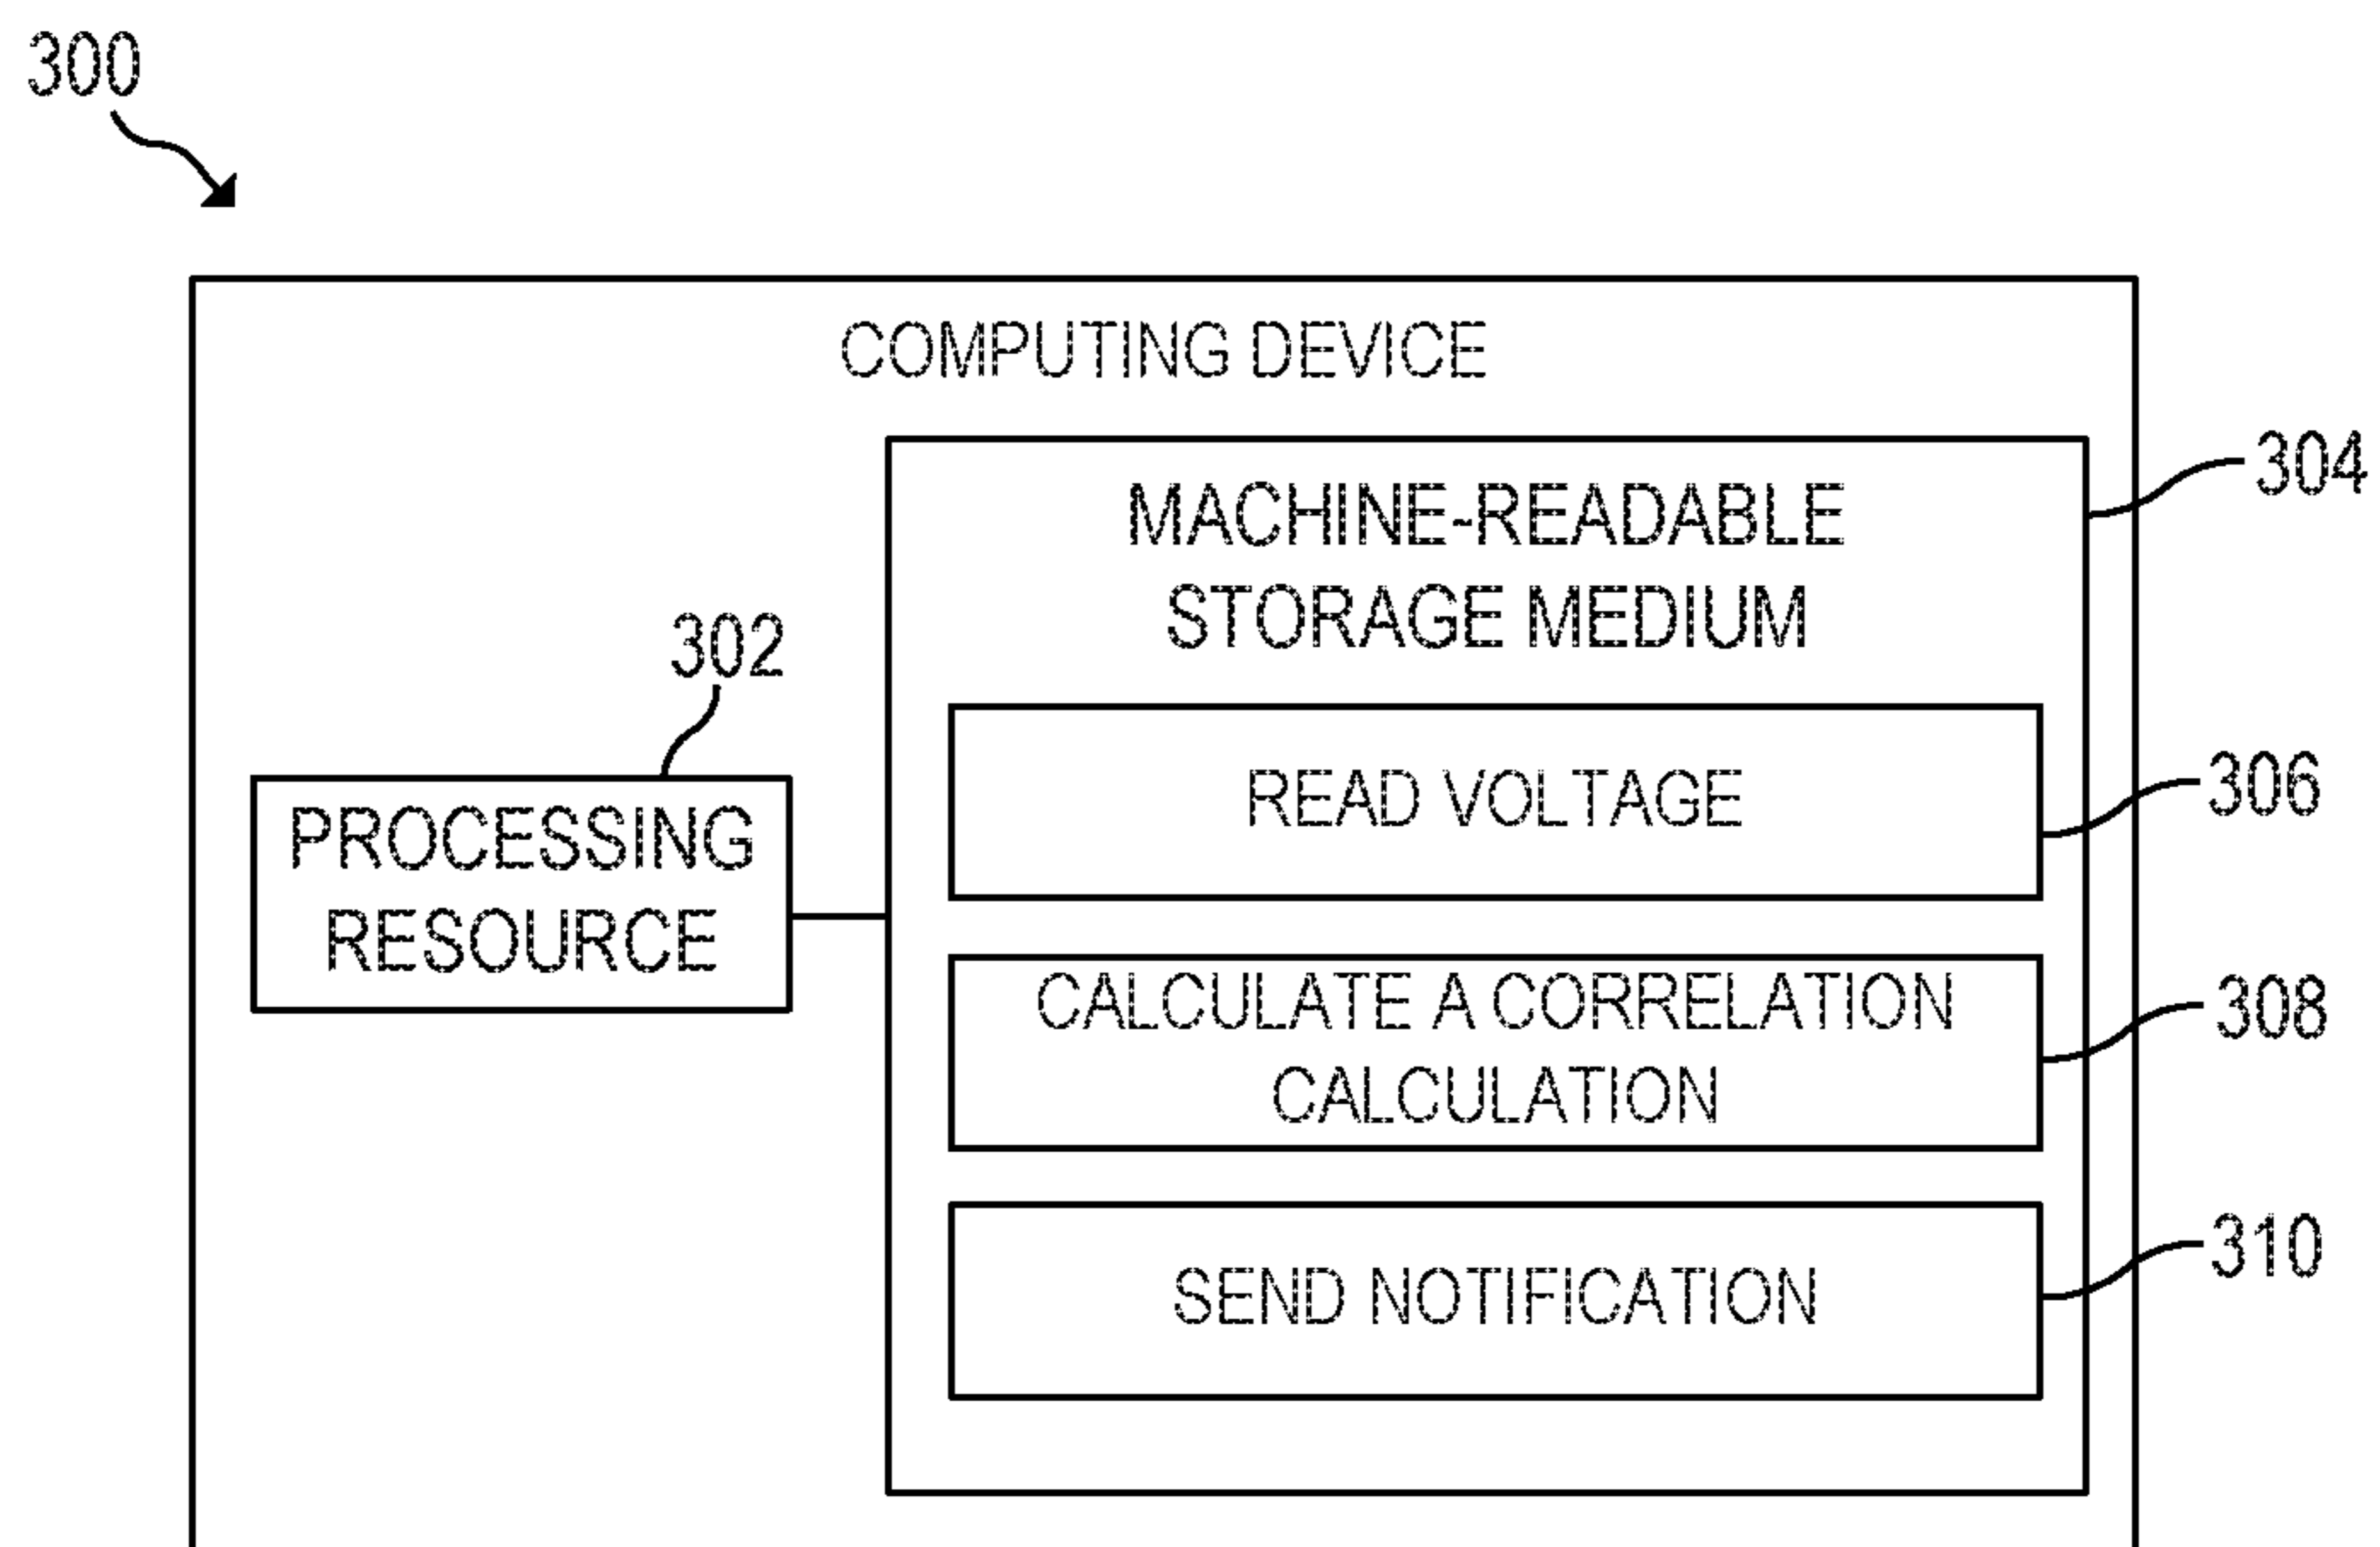 300
COMPUTING DEVICE
304
MACHINE-READABLE
STORAGE MEDIUM
302
PROCESSING
RESOURCE
READ VOLTAGE
306
CALCULATE A CORRELATION
CALCULATION
308
SEND NOTIFICATION
310